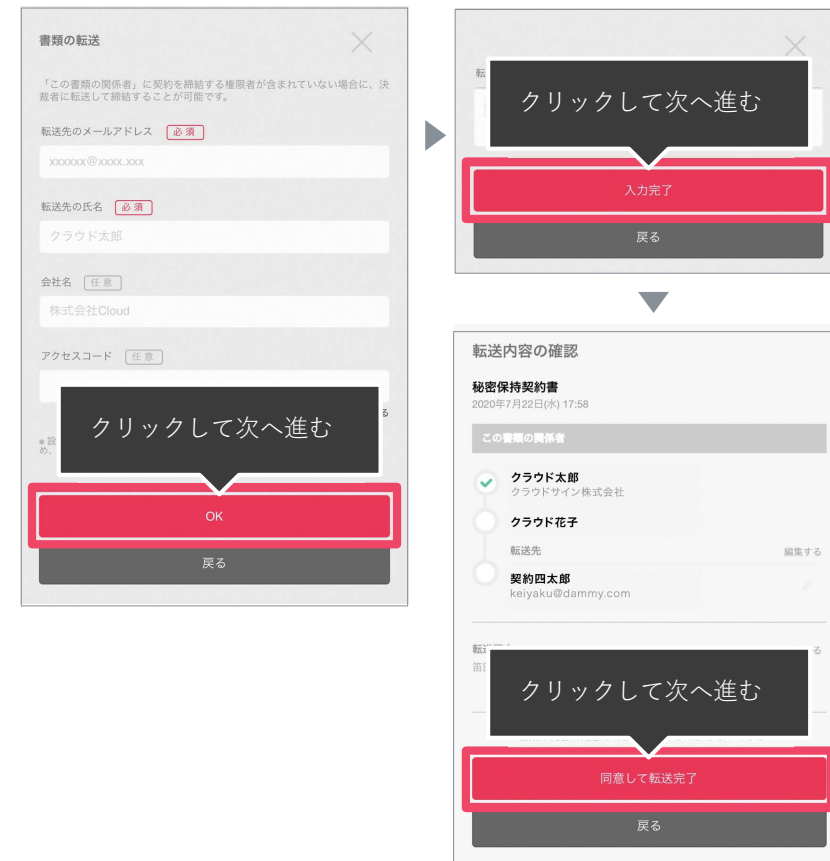 書類の転送
「この書類の関係者」に契約を締結する権限者が含まれていない場合に、決
裁者に転送して締結することが可能です。
転送先のメールアドレス 必須
xxxxxx@xxxx.xxx
転送先の氏名 必須
クラウド太郎
会社名 任意
株式会社Cloud
アクセスコード 任意
る
クリックして次へ進む
※設
め、
OK
戻る
転
クリックして次へ進む
入力完了
戻る
転送内容の確認
秘密保持契約書
2020年7月22日(水) 17:58
この書類の関係者
クラウド太郎
クラウドサイン株式会社
クラウド花子
転送先 編集する
契約四太郎
keiyaku@dammy.com
転送
る
クリックして次へ進む
同意して転送完了
戻る